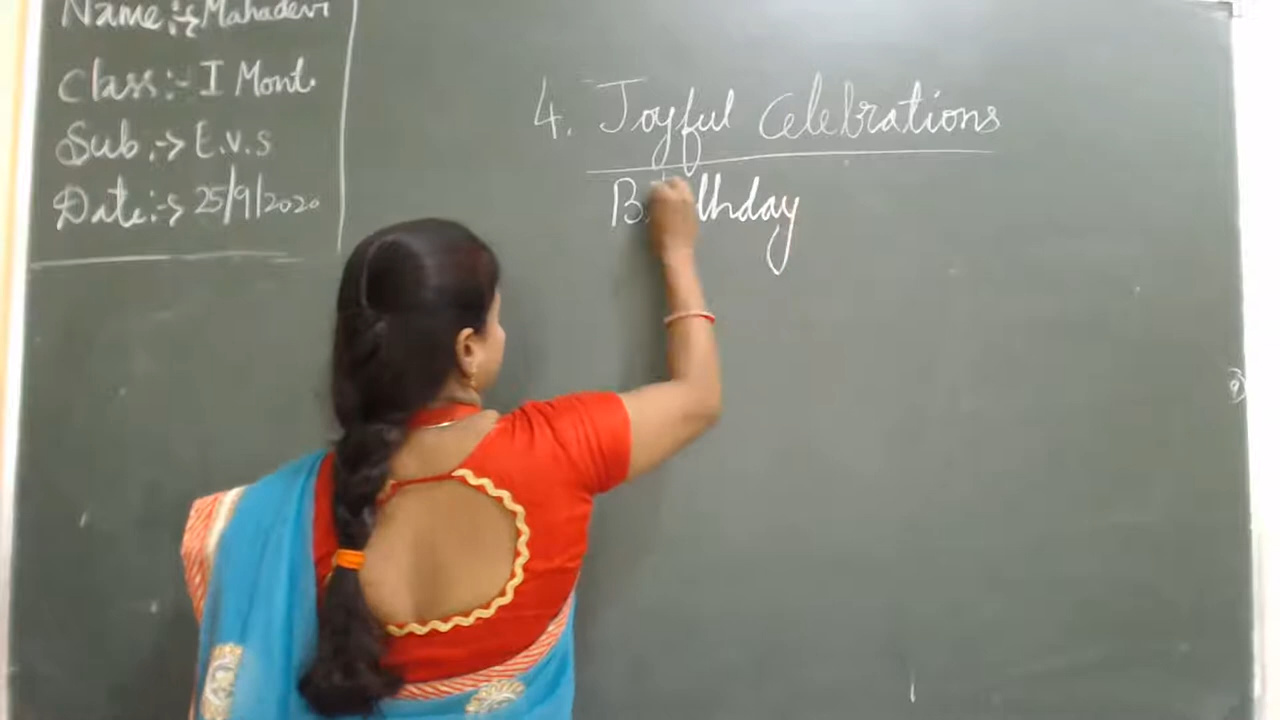 Name :-> Mahadevi
Class :- I Mont.
Sub :-> E.v.s
Date :-> 25/9/2020
4. Joyful Celebrations